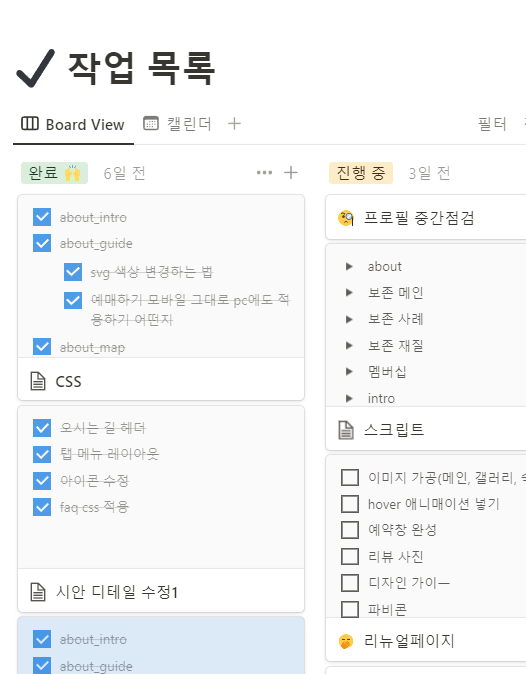 작업 목록
Board View
캘린더
필터
완료 🙌 6일 전
about_intro
about_guide
svg 색상 변경하는 법
예매하기 모바일 그대로 pc에도 적
용하기 어떤지
about_map
CSS
오시는 길 헤더
탭 메뉴 레이아웃
아이콘 수정
faq css 적용
시안 디테일 수정1
about_intro
about_guide
진행 중 3일 전
🧐 프로필 중간점검
about
보존 메인
보존 사례
보존 재질
멤버십
intro
스크립트
이미지 가공(메인, 갤러리,
hover 애니메이션 넣기
예약창 완성
리뷰 사진
디자인 가이ㅡ
파비콘
🤭 리뉴얼페이지